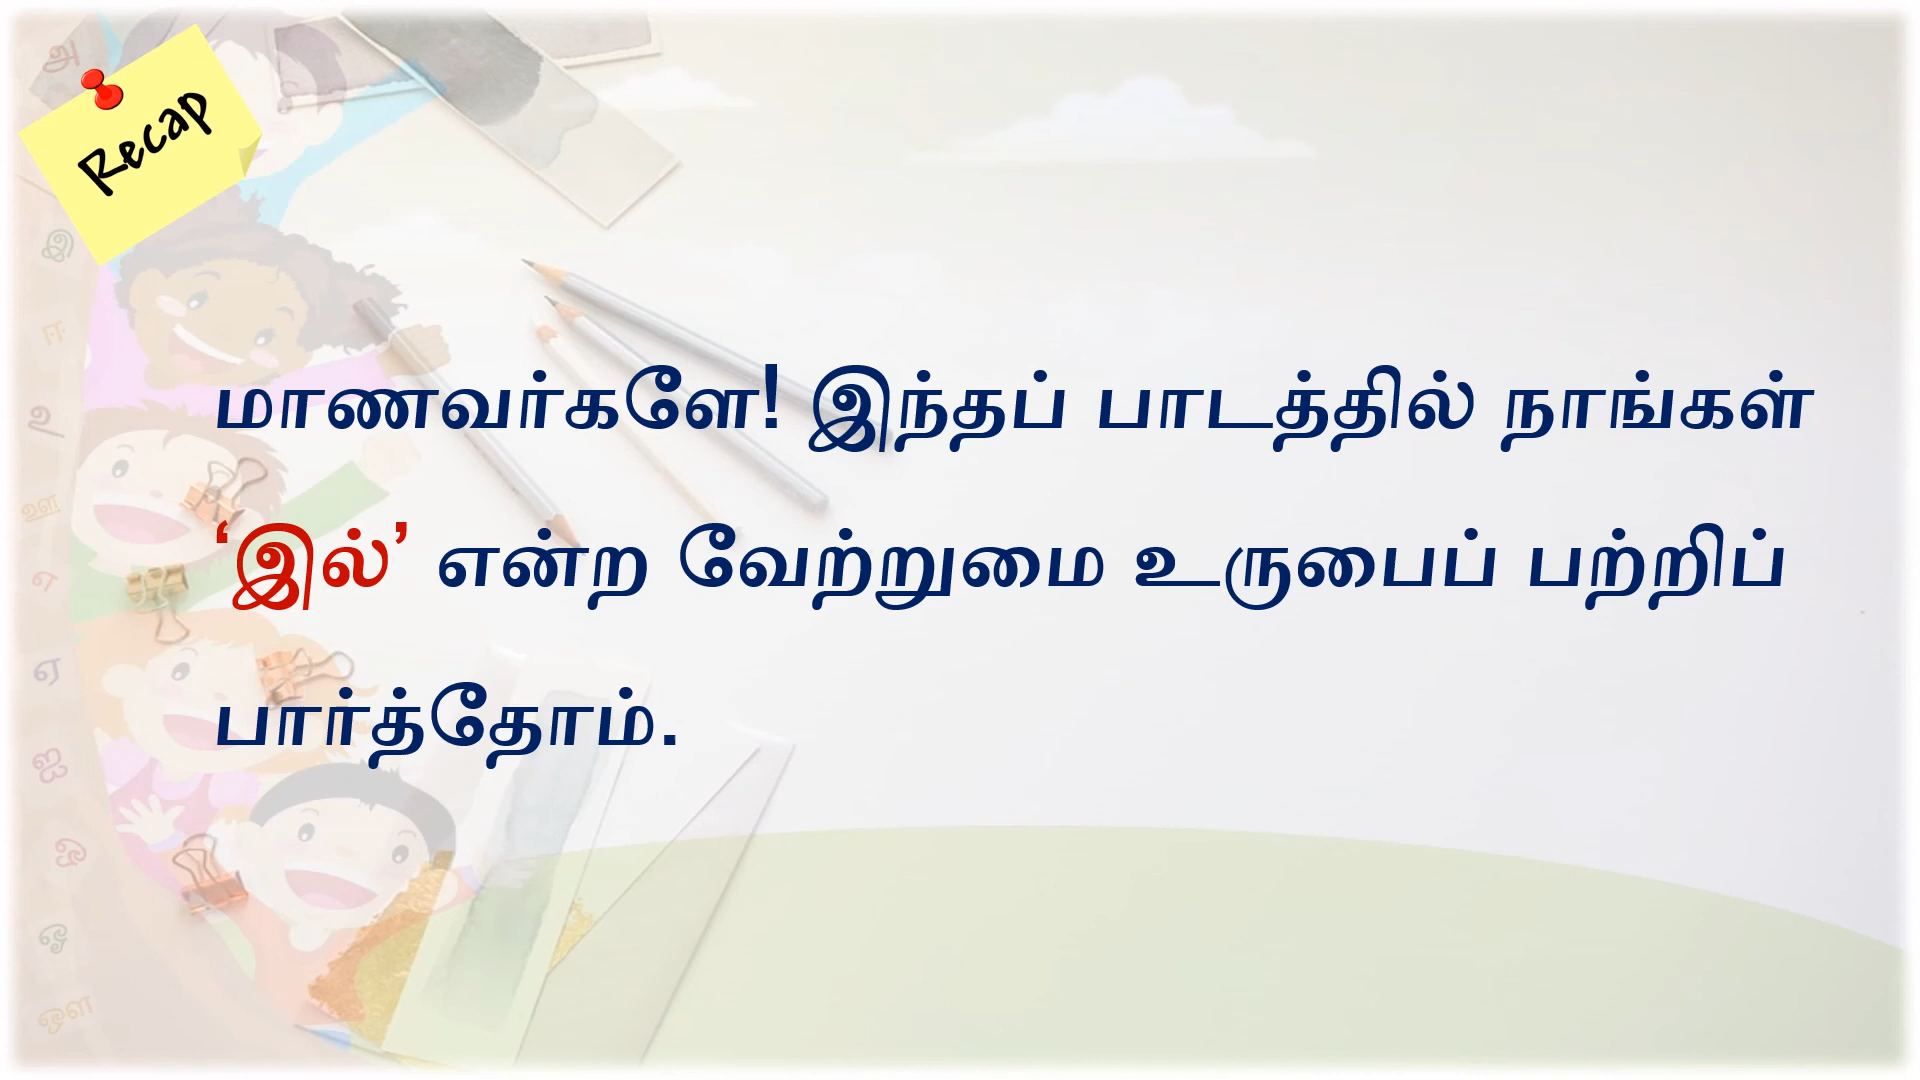 Recap
மாணவர்களே! இந்தப் பாடத்தில் நாங்கள்
‘இல்’ என்ற வேற்றுமை உருபைப் பற்றிப்
பார்த்தோம்.
அ
இ
ஈ
உ
ஊ
எ
ஏ
ஐ
ஒ
ஓ
ஔ